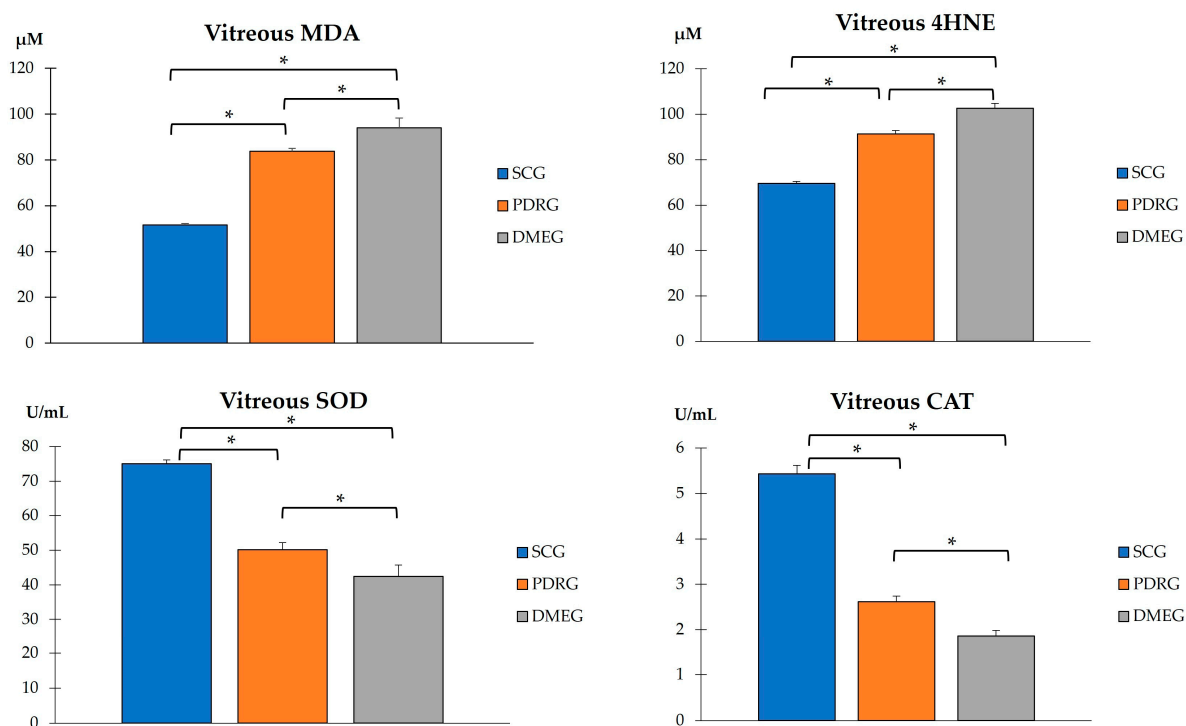 Vitreous MDA
μM
120
100
80
60
40
20
0
*
*
*
SCG
PDRG
DMEG
Vitreous 4HNE
μM
120
100
80
60
40
20
0
*
*
*
SCG
PDRG
DMEG
Vitreous SOD
U/mL
80
70
60
50
40
30
20
10
0
*
*
*
SCG
PDRG
DMEG
Vitreous CAT
U/mL
6
5
4
3
2
1
0
*
*
*
SCG
PDRG
DMEG